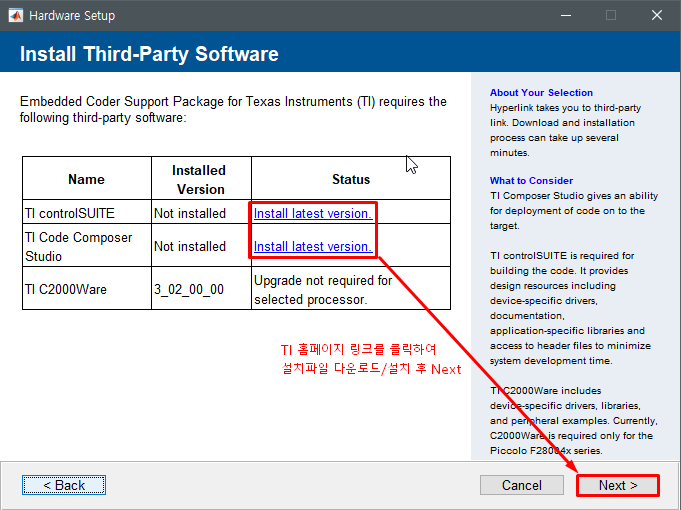 Hardware Setup
Install Third-Party Software
Embedded Coder Support Package for Texas Instruments (TI) requires the
following third-party software:
Name
Installed
Version
Status
TI controlSUITE
Not installed
Install latest version.
TI Code Composer
Studio
Not installed
Install latest version.
TI C2000Ware
3_02_00_00
Upgrade not required for
selected processor.
TI 홈페이지 링크를 클릭하여
설치파일 다운로드/설치 후 Next
About Your Selection
Hyperlink takes you to third-party
link. Download and installation
process can take up several
minutes.
What to Consider
TI Composer Studio gives an ability
for deployment of code on to the
target.
TI controlSUITE is required for
building the code. It provides
design resources including
device-specific drivers,
documentation,
application-specific libraries and
access to header files to minimize
system development time.
TI C2000Ware includes
device-specific drivers, libraries,
and peripheral examples. Currently,
C2000Ware is required only for the
Piccolo F28004x series.
< Back
Cancel
Next >